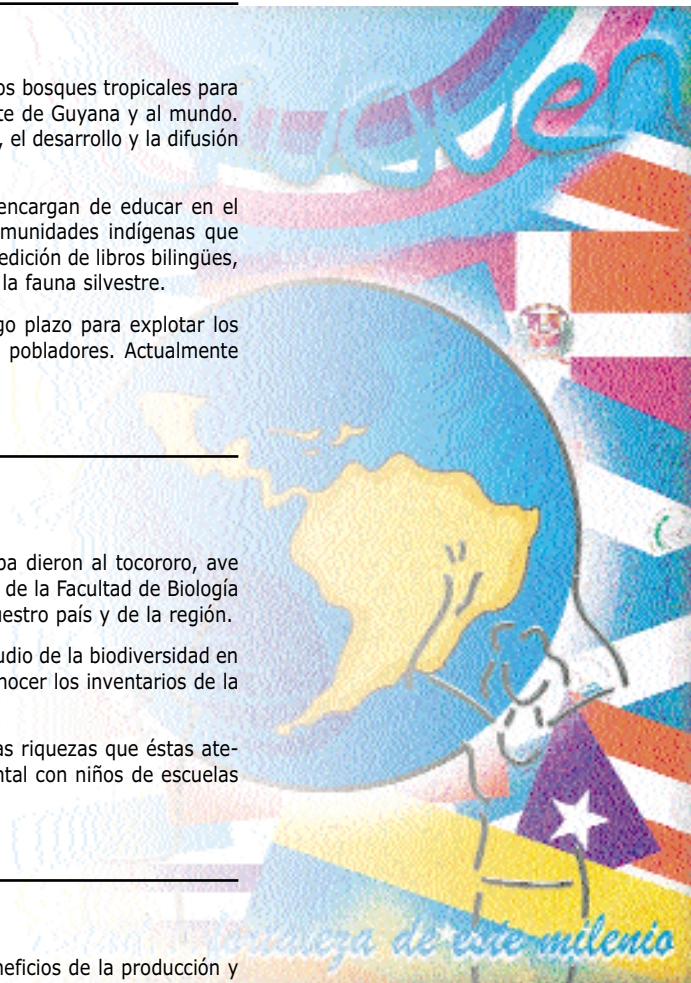 os bosques tropicales para
te de Guyana y al mundo.
, el desarrollo y la difusión
encargan de educar en el
munidades indígenas que
edición de libros bilingües,
la fauna silvestre.
go plazo para explotar los
pobladores. Actualmente
ba dieron al tocororo, ave
de la Facultad de Biología
uestro país y de la región.
udio de la biodiversidad en
nocer los inventarios de la
as riquezas que éstas ate-
ntal con niños de escuelas
fortaleza de este milenio
neficios de la producción y